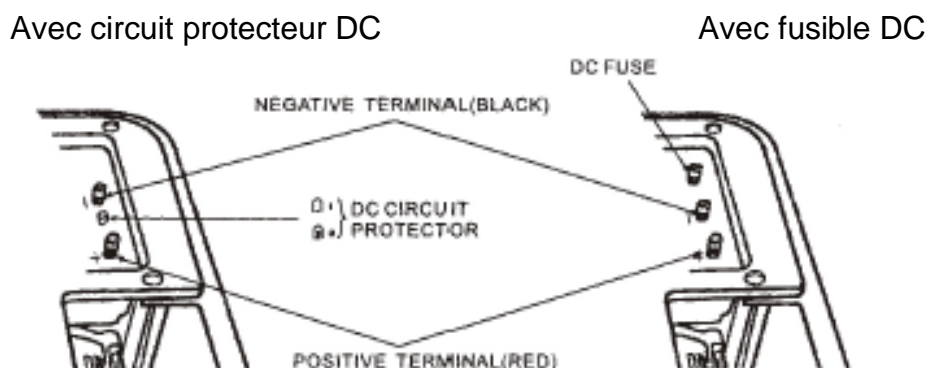 Avec circuit protecteur DC
Avec fusible DC
DC FUSE
NEGATIVE TERMINAL(BLACK)
DC CIRCUIT
PROTECTOR
POSITIVE TERMINAL(RED)